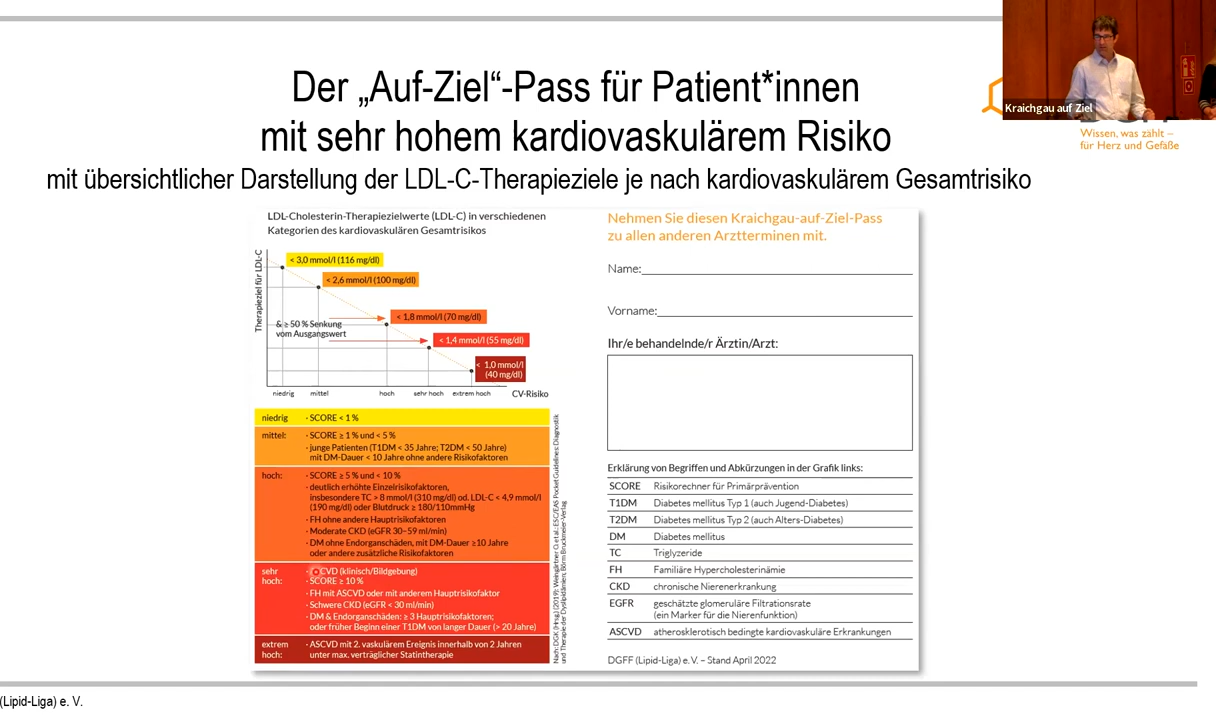 Der „Auf-Ziel“-Pass für Patient*innen
mit sehr hohem kardiovaskulärem Risiko
mit übersichtlicher Darstellung der LDL-C-Therapieziele je nach kardiovaskulärem Gesamtrisiko
Kraichgau auf Ziel
Wissen, was zählt –
für Herz und Gefäße
LDL-Cholesterin-Therapiezielwerte (LDL-C) in verschiedenen
Kategorien des kardiovaskulären Gesamtrisikos
Therapieziel für LDL-C
< 3,0 mmol/l (116 mg/dl)
< 2,6 mmol/l (100 mg/dl)
< 1,8 mmol/l (70 mg/dl)
& ≥ 50 % Senkung
vom Ausgangswert
< 1,4 mmol/l (55 mg/dl)
< 1,0 mmol/l
(40 mg/dl)
niedrig mittel hoch sehr hoch extrem hoch CV-Risiko
niedrig · SCORE < 1 %
mittel: · SCORE ≥ 1 % und < 5 %
· junge Patienten (T1DM < 35 Jahre; T2DM < 50 Jahre)
mit DM-Dauer < 10 Jahre ohne andere Risikofaktoren
hoch: · SCORE ≥ 5 % und < 10 %
· deutlich erhöhte Einzelrisikofaktoren,
insbesondere TC > 8 mmol/l (310 mg/dl) od. LDL-C < 4,9 mmol/l
(190 mg/dl) oder Blutdruck ≥ 180/110mmHg
· FH ohne andere Hauptrisikofaktoren
· Moderate CKD (eGFR 30–59 ml/min)
· DM ohne Endorganschäden, mit DM-Dauer ≥10 Jahre
oder andere zusätzliche Risikofaktoren
sehr
hoch: · CVD (klinisch/Bildgebung)
· SCORE ≥ 10 %
· FH mit ASCVD oder mit anderem Hauptrisikofaktor
· Schwere CKD (eGFR < 30 ml/min)
· DM & Endorganschäden: ≥ 3 Hauptrisikofaktoren;
oder früher Beginn einer T1DM von langer Dauer (> 20 Jahre)
extrem
hoch: · ASCVD mit 2. vaskulärem Ereignis innerhalb von 2 Jahren
unter max. verträglicher Statintherapie
Nach: DGK (Hrsg.) (2019): Weingärtner O. et al.: ESC/EAS Pocket Guidelines: Diagnostik
und Therapie der Dyslipidämien; Börm Bruckmeier-Verlag
Nehmen Sie diesen Kraichgau-auf-Ziel-Pass
zu allen anderen Arztterminen mit.
Name:
Vorname:
Ihr/e behandelnde/r Ärztin/Arzt:
Erklärung von Begriffen und Abkürzungen in der Grafik links:
SCORE Risikorechner für Primärprävention
T1DM Diabetes mellitus Typ 1 (auch Jugend-Diabetes)
T2DM Diabetes mellitus Typ 2 (auch Alters-Diabetes)
DM Diabetes mellitus
TC Triglyzeride
FH Familiäre Hypercholesterinämie
CKD chronische Nierenerkrankung
EGFR geschätzte glomeruläre Filtrationsrate
(ein Marker für die Nierenfunktion)
ASCVD atherosklerotisch bedingte kardiovaskuläre Erkrankungen
DGFF (Lipid-Liga) e. V. – Stand April 2022
(Lipid-Liga) e. V.